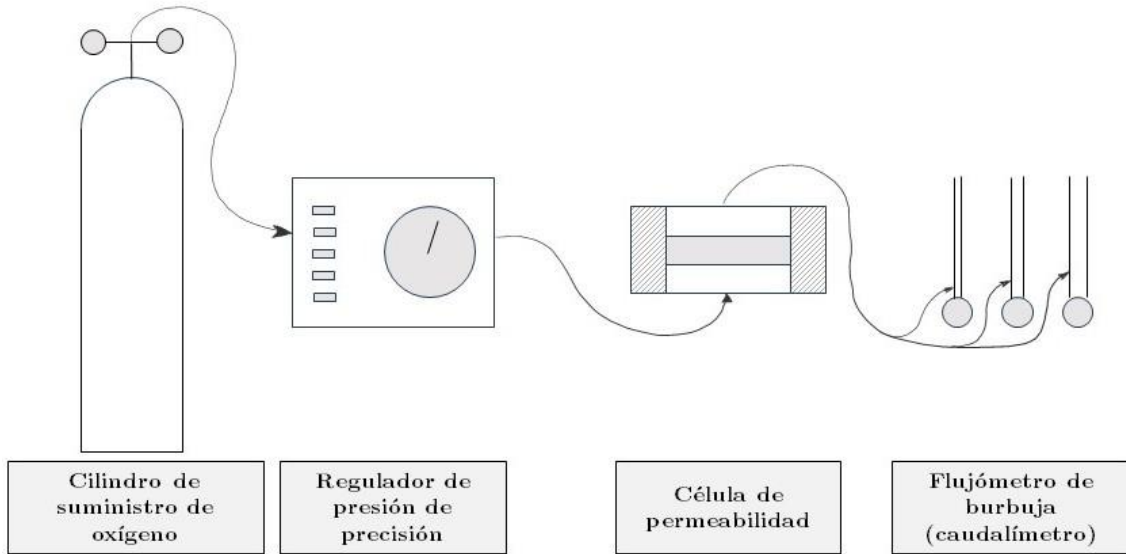 Cilindro de
suministro de
oxígeno
Regulador de
presión de
precisión
Célula de
permeabilidad
Flujómetro de
burbuja
(caudalímetro)